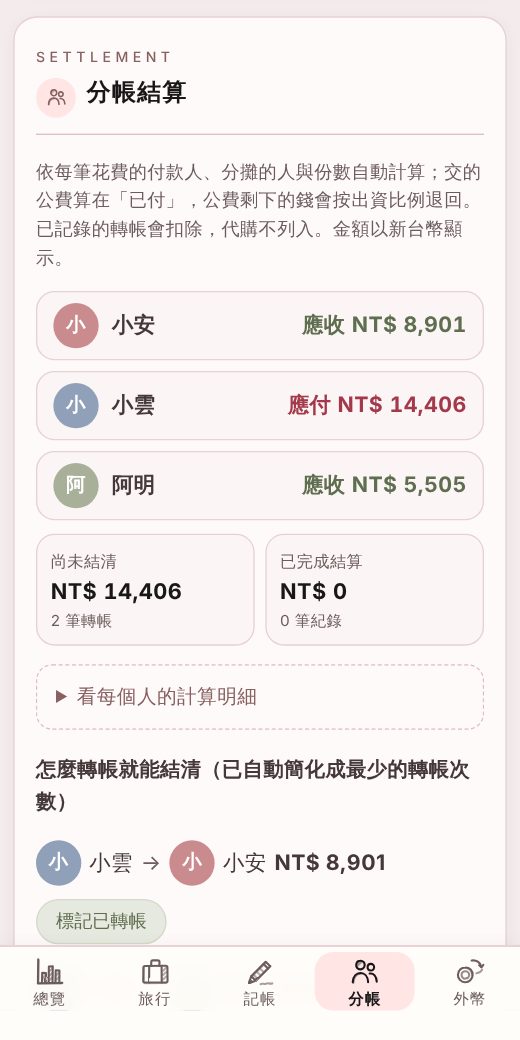 SETTLEMENT
分帳結算
依每筆花費的付款人、分攤的人與份數自動計算；交的
公費算在「已付」，公費剩下的錢會按出資比例退回。
已記錄的轉帳會扣除，代購不列入。金額以新台幣顯
示。
小 小安 應收 NT$ 8,901
小 小雲 應付 NT$ 14,406
阿 阿明 應收 NT$ 5,505
尚未結清 已完成結算
NT$ 14,406 NT$ 0
2 筆轉帳 0 筆紀錄
▶ 看每個人的計算明細
怎麼轉帳就能結清（已自動簡化成最少的轉帳次
數）
小 小雲 → 小 小安 NT$ 8,901
標記已轉帳
總覽 旅行 記帳 分帳 外幣